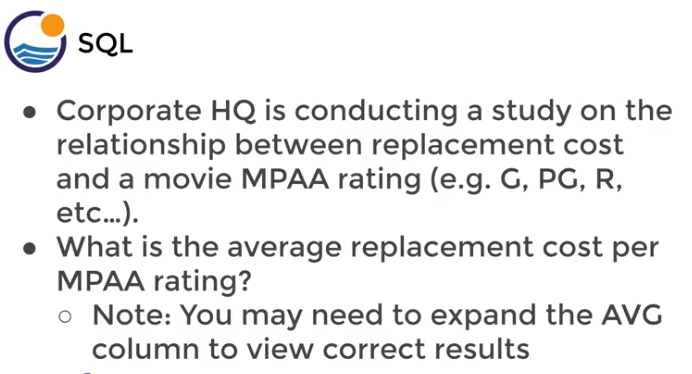 SQL
● Corporate HQ is conducting a study on the
relationship between replacement cost
and a movie MPAA rating (e.g. G, PG, R,
etc...).
● What is the average replacement cost per
MPAA rating?
○ Note: You may need to expand the AVG
column to view correct results